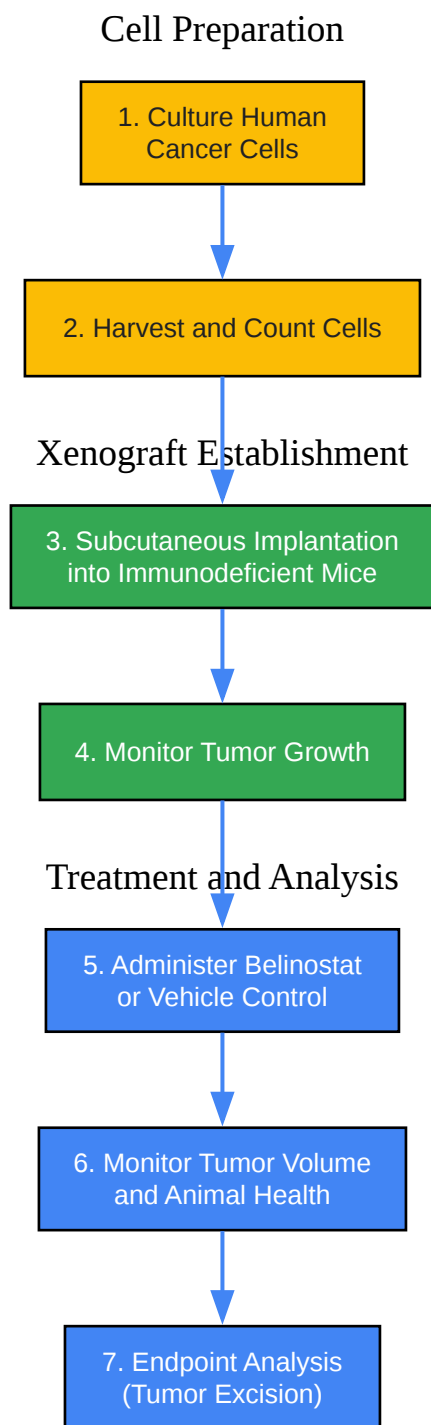 Cell Preparation
1. Culture Human
Cancer Cells
2. Harvest and Count Cells
Xenograft Establishment
3. Subcutaneous Implantation
into Immunodeficient Mice
4. Monitor Tumor Growth
Treatment and Analysis
5. Administer Belinostat
or Vehicle Control
6. Monitor Tumor Volume
and Animal Health
7. Endpoint Analysis
(Tumor Excision)